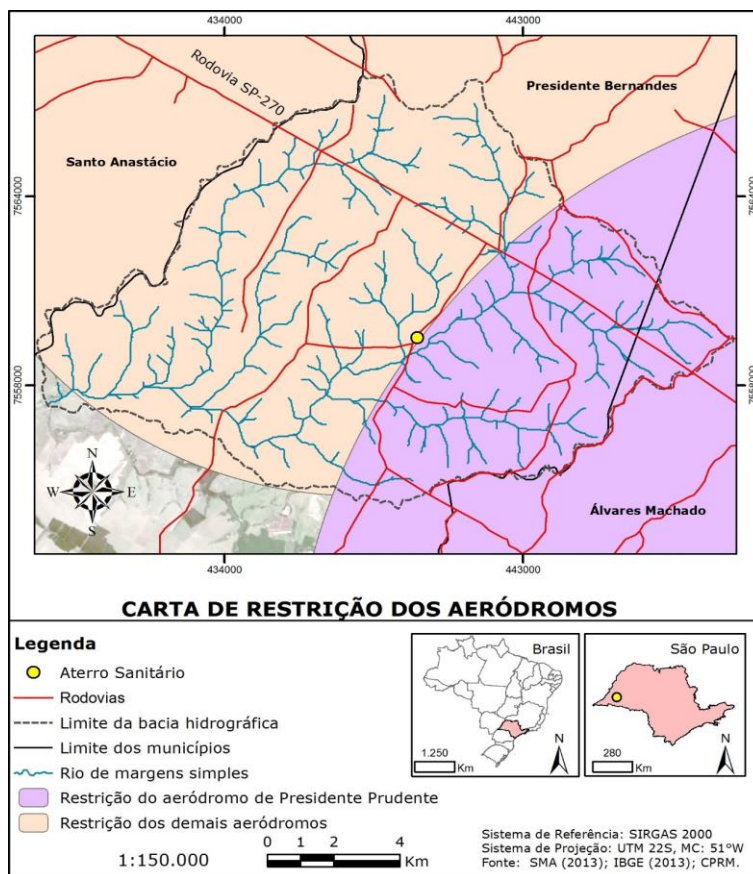 434000
443000
7564000
7564000
7558000
7558000
Rodovia SP-270
Presidente Bernandes
Santo Anastácio
Álvares Machado
N
W
E
S
434000
443000
CARTA DE RESTRIÇÃO DOS AERÓDROMOS
Legenda
Aterro Sanitário
Rodovias
Limite da bacia hidrográfica
Limite dos municípios
Rio de margens simples
Restrição do aeródromo de Presidente Prudente
Restrição dos demais aeródromos
1:150.000
0 1 2 4
Km
Brasil
N
1.250
Km
São Paulo
N
280
Km
Sistema de Referência: SIRGAS 2000
Sistema de Projeção: UTM 22S, MC: 51°W
Fonte: SMA (2013); IBGE (2013); CPRM.